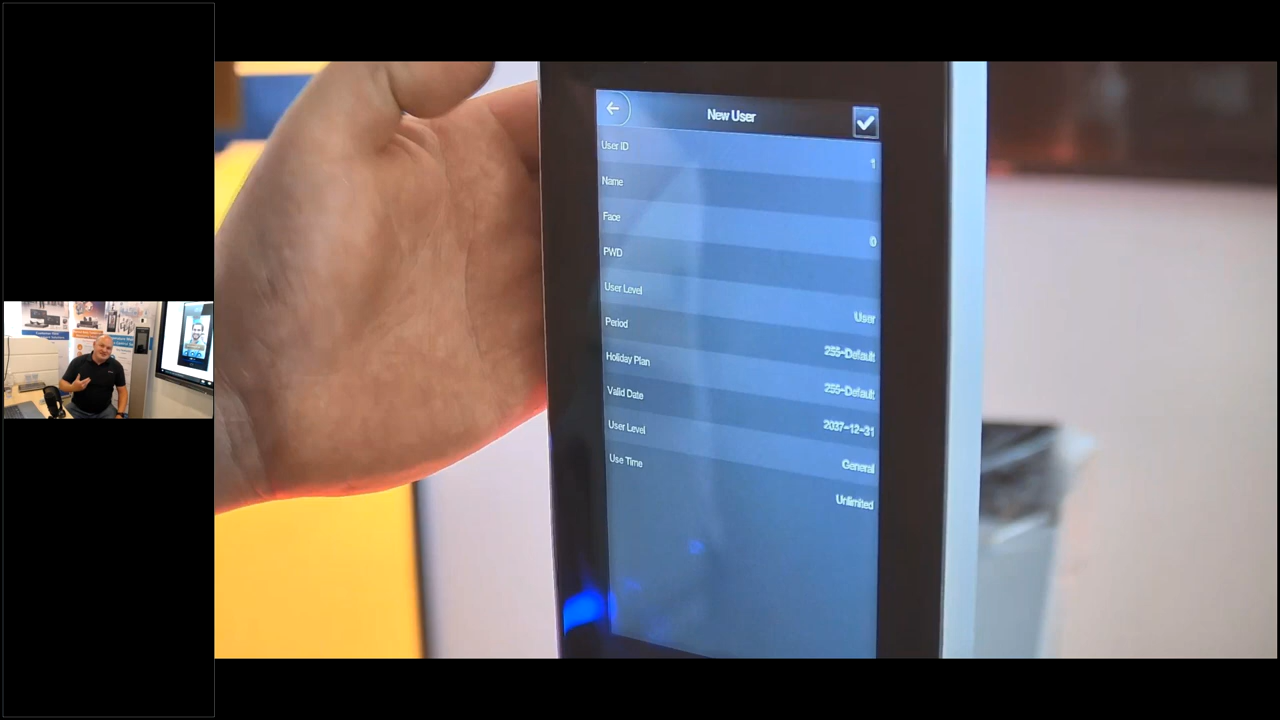 New User
User ID
1
Name
Face
0
PWD
User Level
User
Period
255-Default
Holiday Plan
255-Default
Valid Date
2037-12-31
User Level
General
Use Time
Unlimited